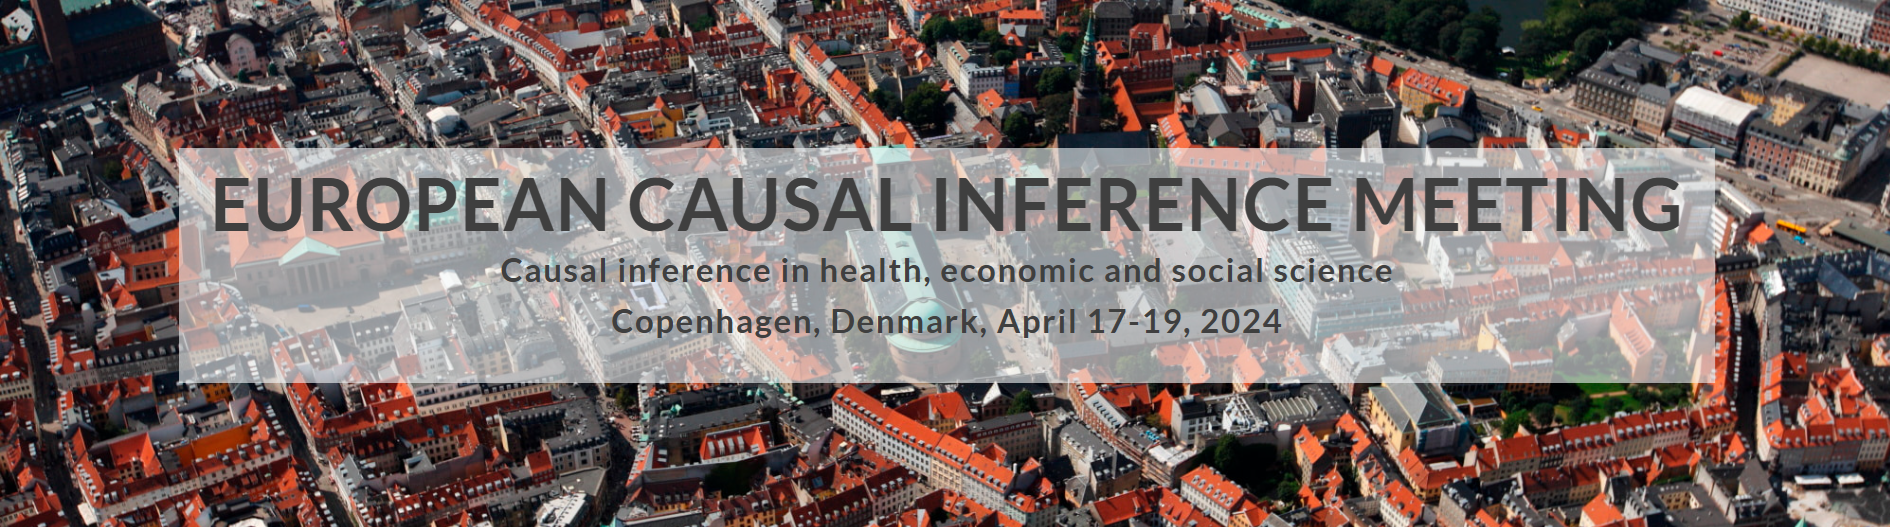 EUROPEAN CAUSAL INFERENCE MEETING
Causal inference in health, economic and social science
Copenhagen, Denmark, April 17-19, 2024